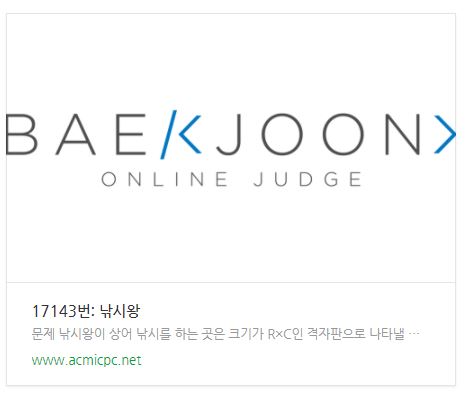 BAEKJOON>
ONLINE JUDGE
17143번: 낚시왕
문제 낚시왕이 상어 낚시를 하는 곳은 크기가 R×C인 격자판으로 나타낼 …
www.acmicpc.net